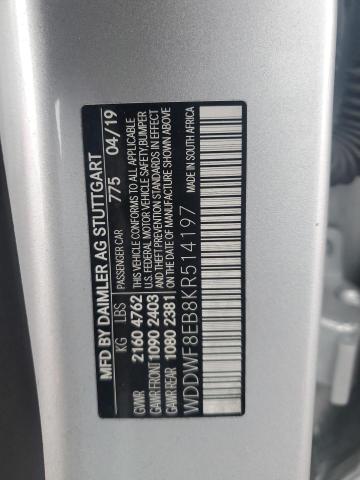 MFD BY DAIMLER AG STUTTGART
PASSENGER CAR 775 04/19
KG LBS
GVWR 2160 4762
GAWR FRONT 1090 2403
GAWR REAR 1080 2381
THIS VEHICLE CONFORMS TO ALL APPLICABLE
U.S. FEDERAL MOTOR VEHICLE SAFETY, BUMPER
AND THEFT PREVENTION STANDARDS IN EFFECT
ON THE DATE OF MANUFACTURE SHOWN ABOVE
WDDWF8EB8KR514197
MADE IN SOUTH AFRICA